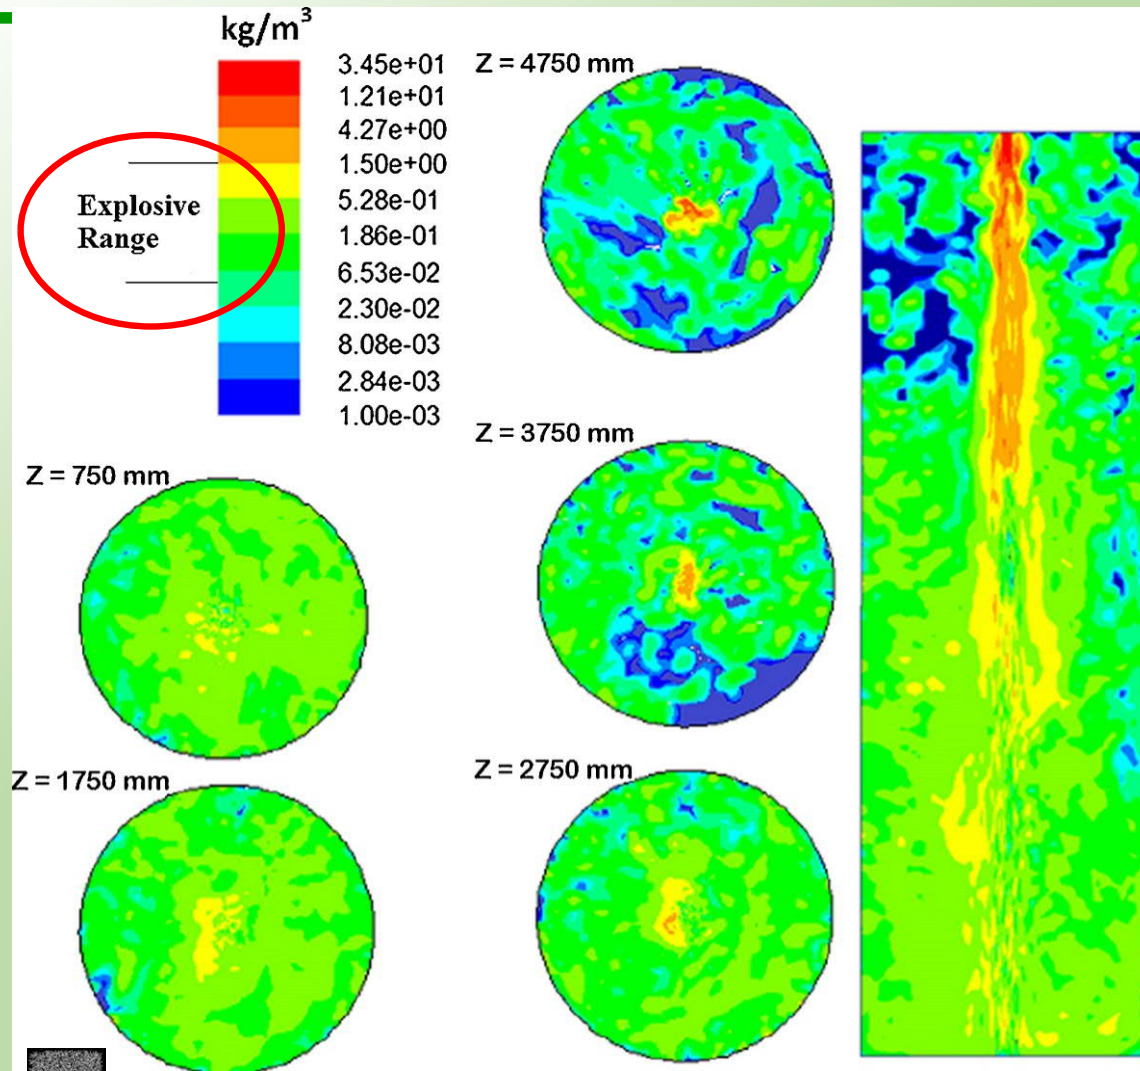 kg/m³
3.45e+01
1.21e+01
4.27e+00
1.50e+00
5.28e-01
1.86e-01
6.53e-02
2.30e-02
8.08e-03
2.84e-03
1.00e-03
Explosive
Range
Z = 4750 mm
Z = 3750 mm
Z = 750 mm
Z = 1750 mm
Z = 2750 mm